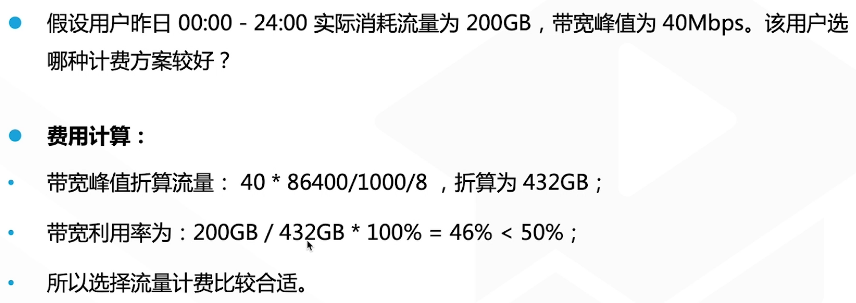 假设用户昨日 00:00 - 24:00 实际消耗流量为 200GB，带宽峰值为 40Mbps。该用户选
哪种计费方案较好？
费用计算：
带宽峰值折算流量： 40 * 86400/1000/8 ，折算为 432GB；
带宽利用率为：200GB / 432GB * 100% = 46% < 50%；
所以选择流量计费比较合适。